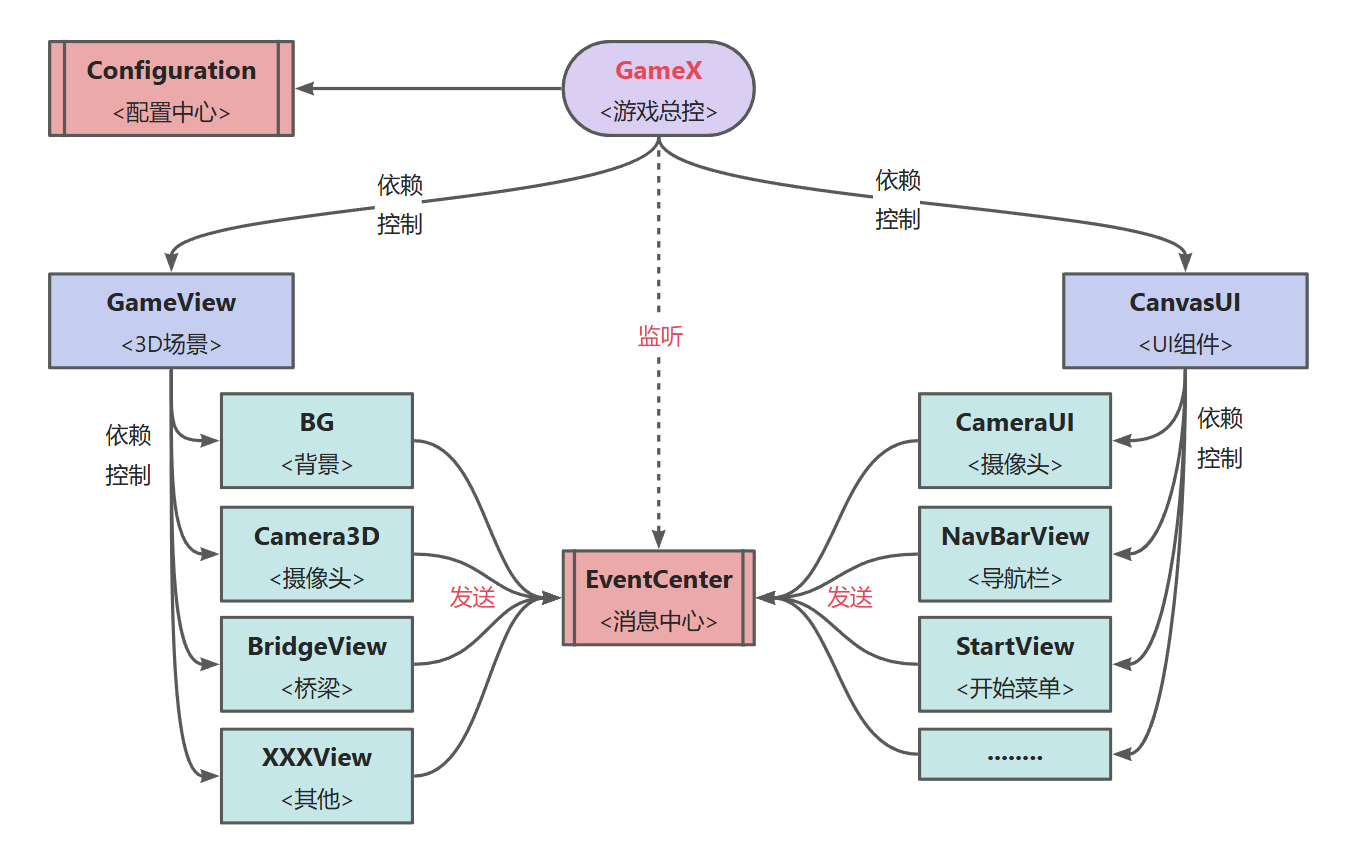 Configuration
<配置中心>
GameX
<游戏总控>
依赖
控制
依赖
控制
GameView
<3D场景>
监听
CanvasUI
<UI组件>
依赖
控制
BG
<背景>
Camera3D
<摄像头>
BridgeView
<桥梁>
XXXView
<其他>
发送
EventCenter
<消息中心>
发送
CameraUI
<摄像头>
NavBarView
<导航栏>
StartView
<开始菜单>
........
依赖
控制